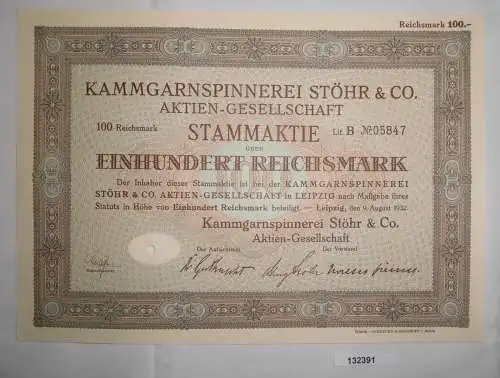 Reichsmark 100.-
KAMMGARNSPINNEREI STÖHR & CO.
AKTIEN-GESELLSCHAFT
100 Reichsmark STAMMAKTIE Lit. B №05847
ÜBER
EINHUNDERT REICHSMARK
Der Inhaber dieser Stammaktie ist bei der KAMMGARNSPINNEREI
STÖHR & CO. AKTIEN-GESELLSCHAFT in LEIPZIG nach Maßgabe ihres
Statuts in Höhe von Einhundert Reichsmark beteiligt. — Leipzig, den 9. August 1932.
Kammgarnspinnerei Stöhr & Co.
Aktien-Gesellschaft
Der Aufsichtsrat Der Vorstand
132391